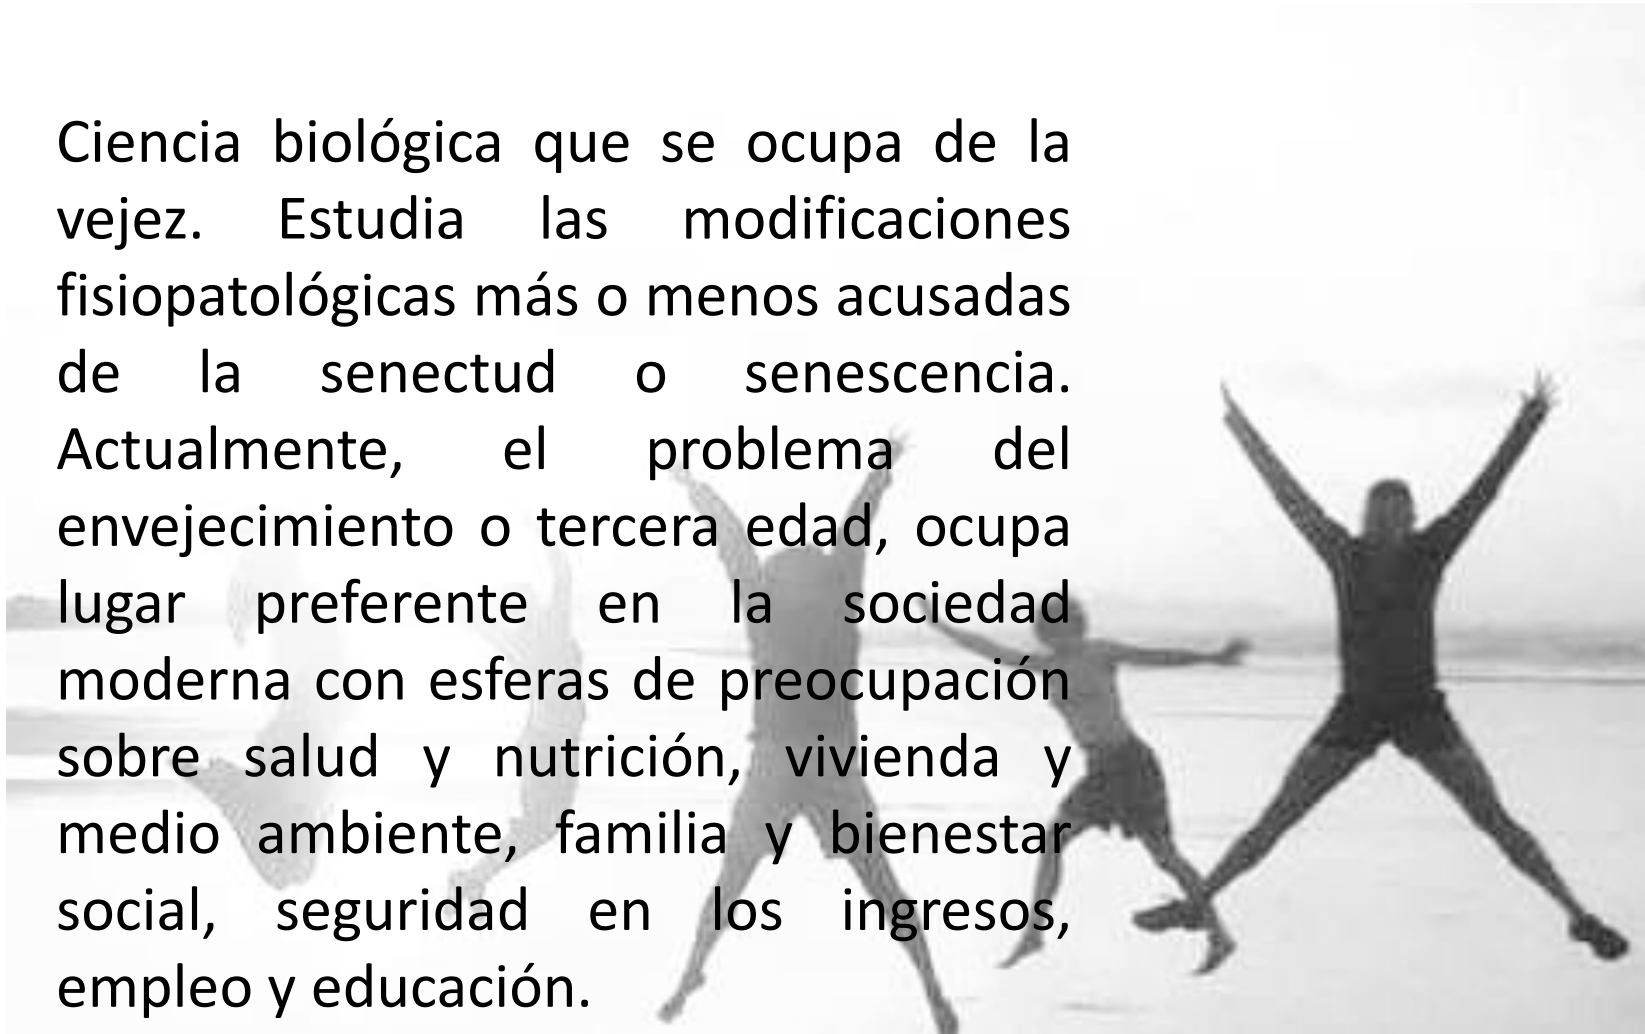 Ciencia biológica que se ocupa de la
vejez. Estudia las modificaciones
fisiopatológicas más o menos acusadas
de la senectud o senescencia.
Actualmente, el problema del
envejecimiento o tercera edad, ocupa
lugar preferente en la sociedad
moderna con esferas de preocupación
sobre salud y nutrición, vivienda y
medio ambiente, familia y bienestar
social, seguridad en los ingresos,
empleo y educación.